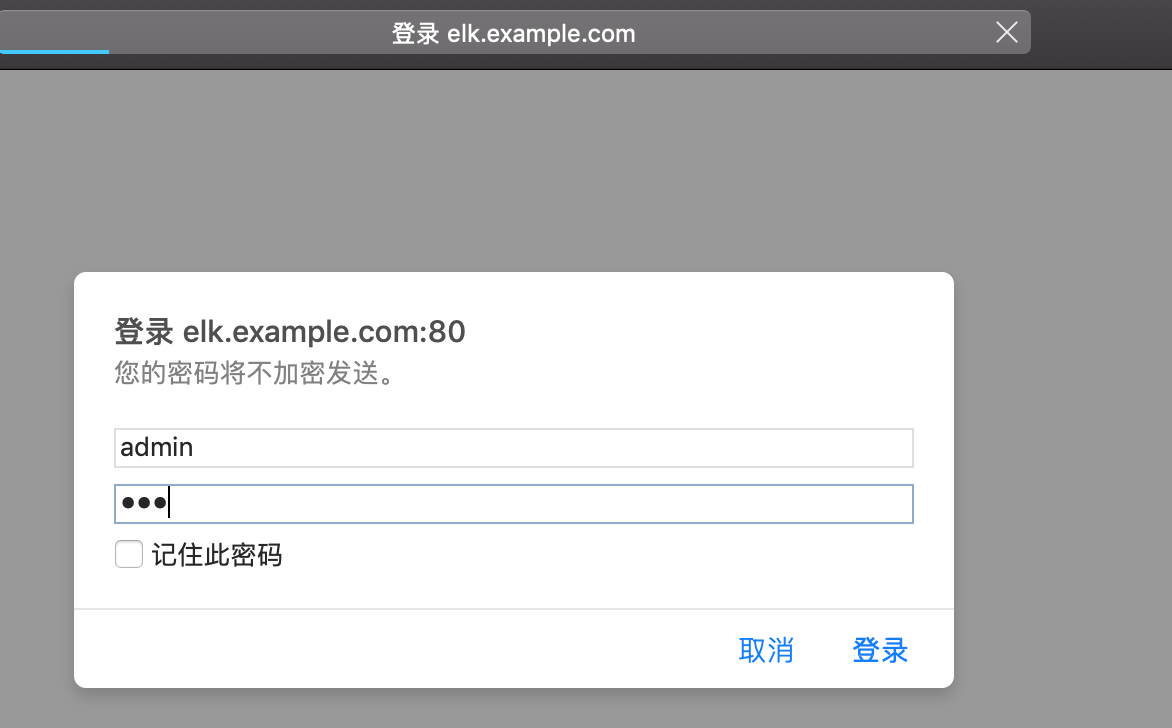 登录 elk.example.com
登录 elk.example.com:80
您的密码将不加密发送。
admin
•••
记住此密码
取消 登录